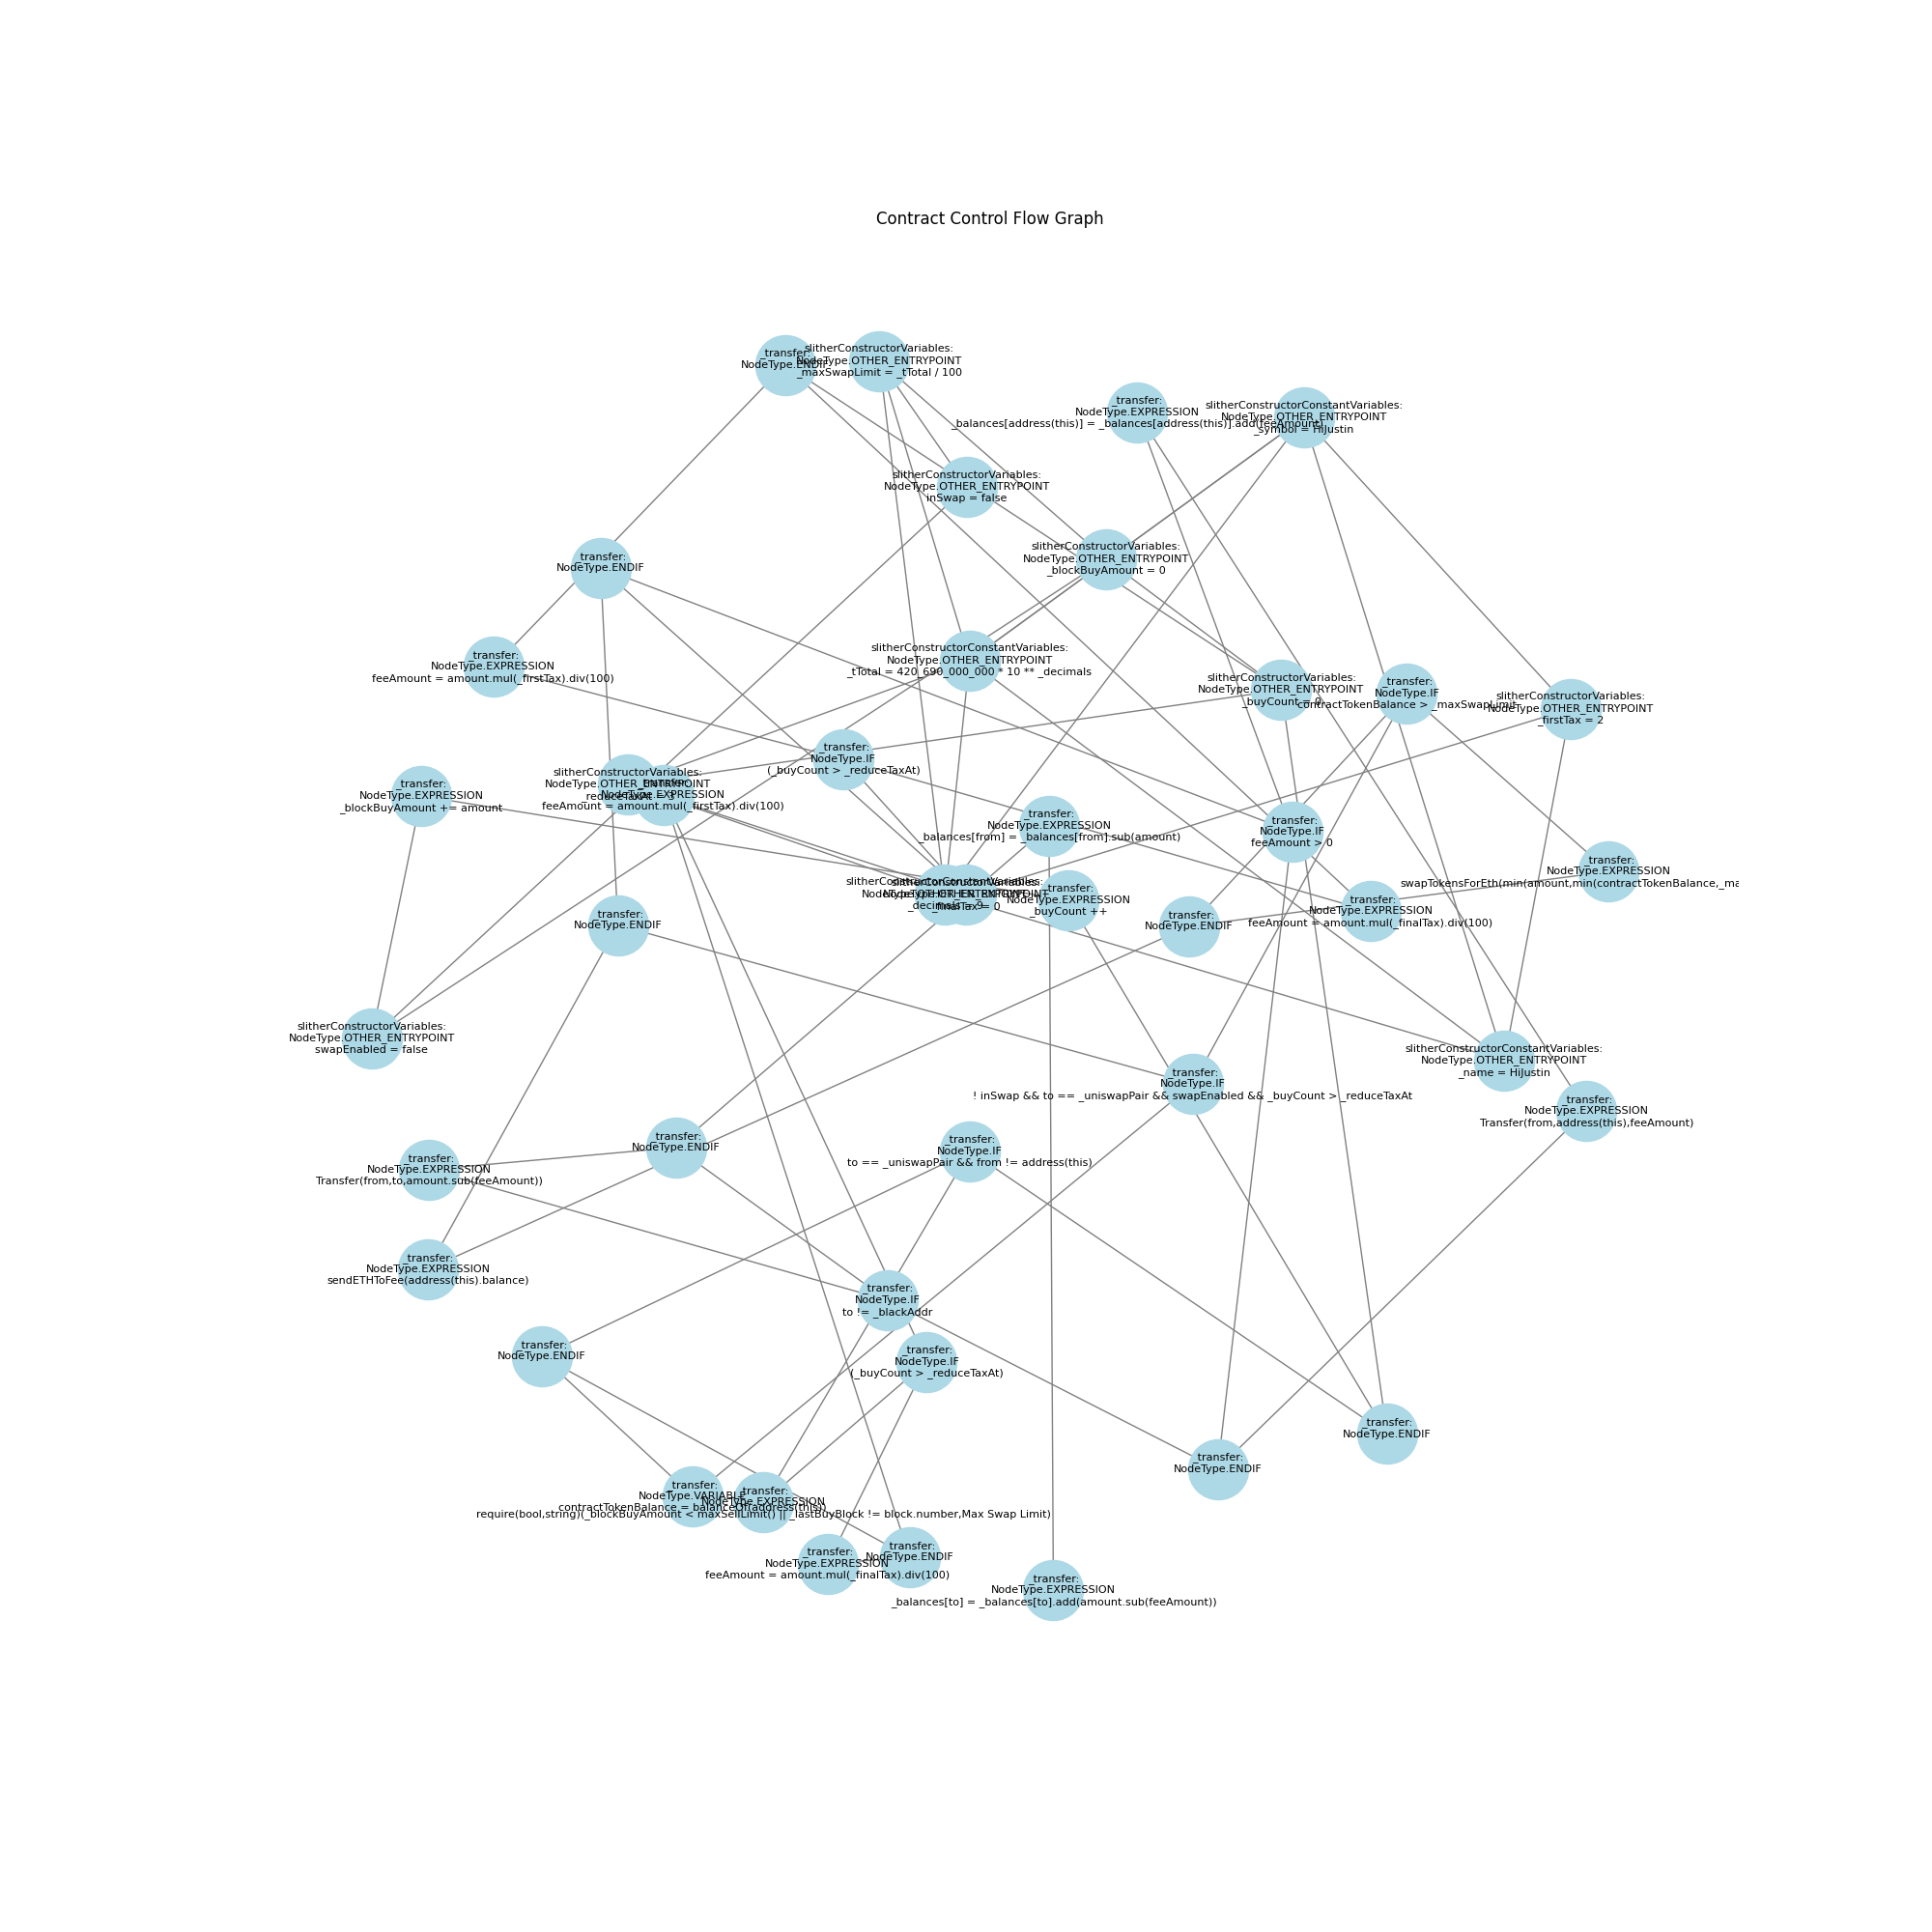 Contract Control Flow Graph
_transfer:
NodeType.ENDIF
slitherConstructorVariables:
NodeType.OTHER_ENTRYPOINT
_maxSwapLimit = _tTotal / 100
_transfer:
NodeType.EXPRESSION
_balances[address(this)] = _balances[address(this)].add(feeAmount)
slitherConstructorConstantVariables:
NodeType.OTHER_ENTRYPOINT
_symbol = HiJustin
slitherConstructorVariables:
NodeType.OTHER_ENTRYPOINT
inSwap = false
slitherConstructorVariables:
NodeType.OTHER_ENTRYPOINT
_blockBuyAmount = 0
_transfer:
NodeType.ENDIF
_transfer:
NodeType.EXPRESSION
feeAmount = amount.mul(_firstTax).div(100)
slitherConstructorConstantVariables:
NodeType.OTHER_ENTRYPOINT
_tTotal = 420_690_000_000 * 10 ** _decimals
slitherConstructorVariables:
NodeType.OTHER_ENTRYPOINT
_buyCount = 0
_transfer:
NodeType.IF
contractTokenBalance > _maxSwapLimit
slitherConstructorVariables:
NodeType.OTHER_ENTRYPOINT
_firstTax = 2
_transfer:
NodeType.IF
(_buyCount > _reduceTaxAt)
slitherConstructorVariables:
NodeType.OTHER_ENTRYPOINT
_reduceTaxAt =
_transfer:
NodeType.EXPRESSION
feeAmount = amount.mul(_firstTax).div(100)
_transfer:
NodeType.EXPRESSION
_blockBuyAmount += amount
_transfer:
NodeType.EXPRESSION
_balances[from] = _balances[from].sub(amount)
_transfer:
NodeType.IF
feeAmount > 0
_transfer:
NodeType.EXPRESSION
swapTokensForEth(min(amount,min(contractTokenBalance,_ma
slitherConstructorConstantVariables:
NodeType.OTHER_ENTRYPOINT
_decimals = 9
slitherConstructorVariables:
NodeType.OTHER_ENTRYPOINT
_finalTax = 0
_transfer:
NodeType.EXPRESSION
_buyCount ++
_transfer:
NodeType.EXPRESSION
feeAmount = amount.mul(_finalTax).div(100)
_transfer:
NodeType.ENDIF
_transfer:
NodeType.ENDIF
slitherConstructorVariables:
NodeType.OTHER_ENTRYPOINT
swapEnabled = false
slitherConstructorConstantVariables:
NodeType.OTHER_ENTRYPOINT
_name = HiJustin
_transfer:
NodeType.IF
! inSwap && to == _uniswapPair && swapEnabled && _buyCount > _reduceTaxAt
_transfer:
NodeType.EXPRESSION
Transfer(from,address(this),feeAmount)
_transfer:
NodeType.ENDIF
_transfer:
NodeType.IF
to == _uniswapPair && from != address(this)
_transfer:
NodeType.EXPRESSION
Transfer(from,to,amount.sub(feeAmount))
_transfer:
NodeType.EXPRESSION
sendETHToFee(address(this).balance)
_transfer:
NodeType.IF
to != _blackAddr
_transfer:
NodeType.ENDIF
_transfer:
NodeType.IF
(_buyCount > _reduceTaxAt)
_transfer:
NodeType.ENDIF
_transfer:
NodeType.ENDIF
_transfer:
NodeType.VARIABLE
contractTokenBalance = balanceOf(address(this))
_transfer:
NodeType.EXPRESSION
require(bool,string)(_blockBuyAmount < maxSellLimit() || _lastBuyBlock != block.number,Max Swap Limit)
_transfer:
NodeType.EXPRESSION
feeAmount = amount.mul(_finalTax).div(100)
_transfer:
NodeType.ENDIF
_transfer:
NodeType.EXPRESSION
_balances[to] = _balances[to].add(amount.sub(feeAmount))